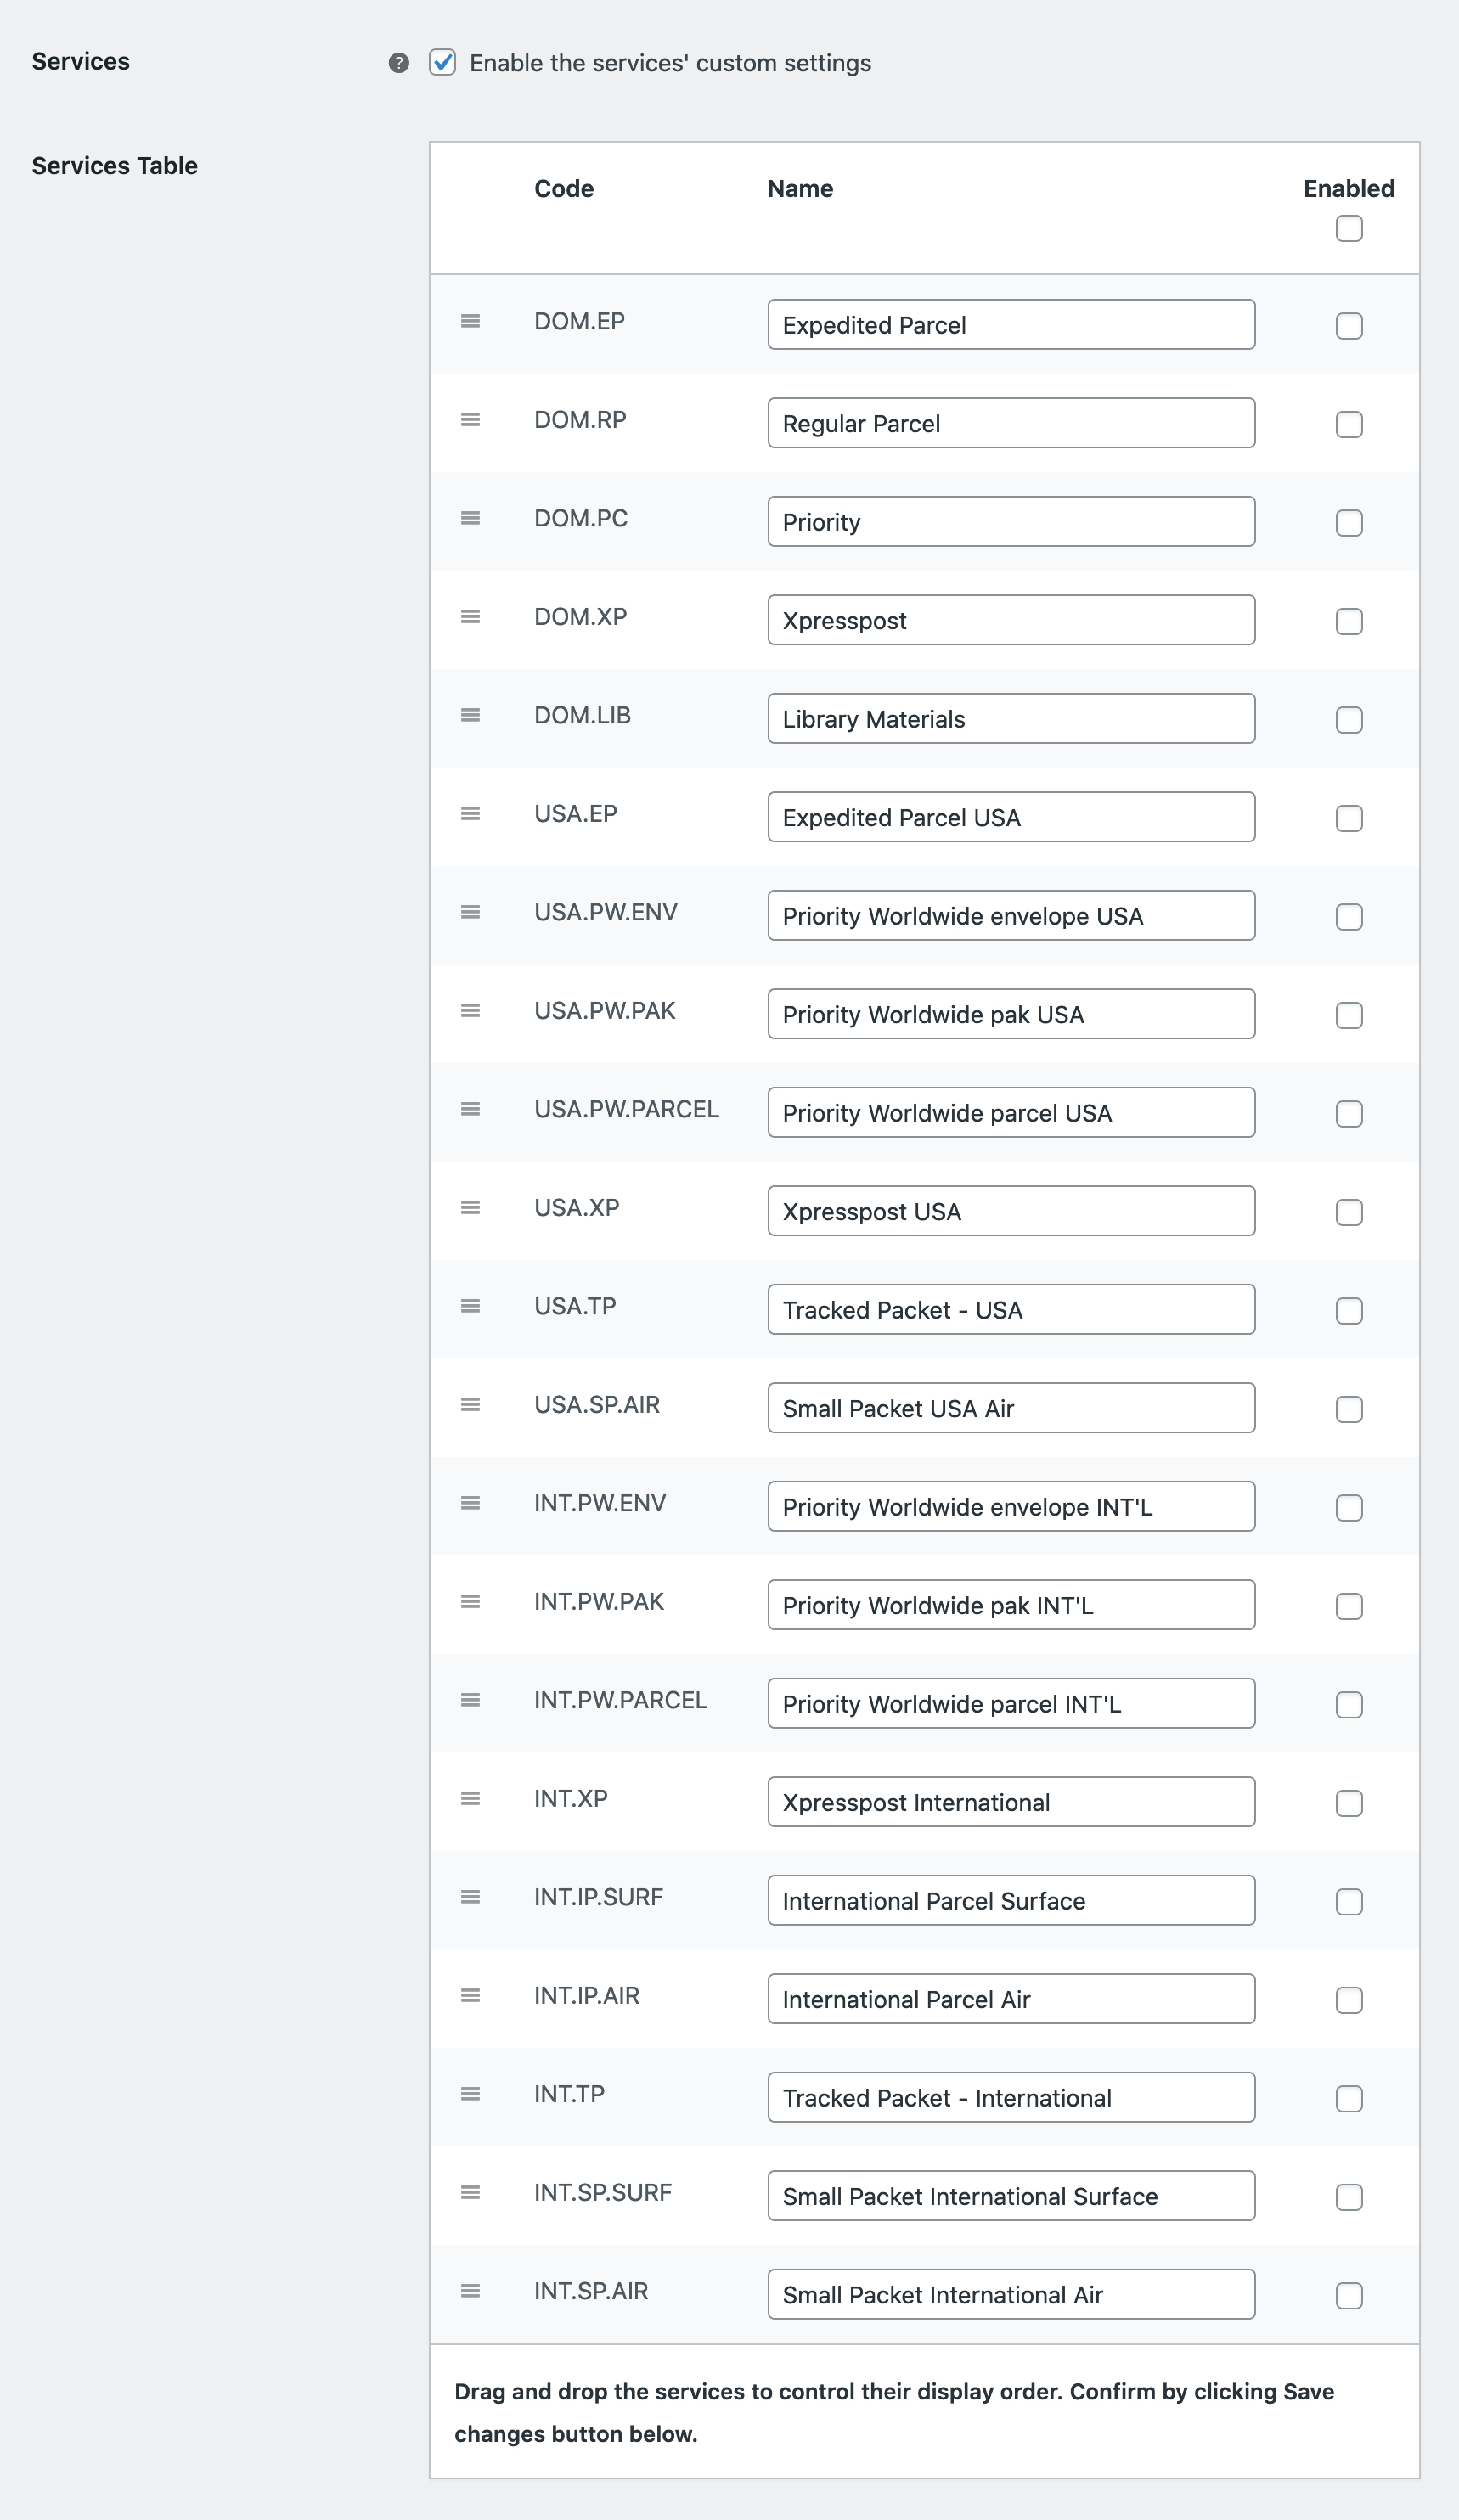 Services ? Enable the services' custom settings
Services Table
Code Name Enabled
DOM.EP Expedited Parcel
DOM.RP Regular Parcel
DOM.PC Priority
DOM.XP Xpresspost
DOM.LIB Library Materials
USA.EP Expedited Parcel USA
USA.PW.ENV Priority Worldwide envelope USA
USA.PW.PAK Priority Worldwide pak USA
USA.PW.PARCEL Priority Worldwide parcel USA
USA.XP Xpresspost USA
USA.TP Tracked Packet - USA
USA.SP.AIR Small Packet USA Air
INT.PW.ENV Priority Worldwide envelope INT'L
INT.PW.PAK Priority Worldwide pak INT'L
INT.PW.PARCEL Priority Worldwide parcel INT'L
INT.XP Xpresspost International
INT.IP.SURF International Parcel Surface
INT.IP.AIR International Parcel Air
INT.TP Tracked Packet - International
INT.SP.SURF Small Packet International Surface
INT.SP.AIR Small Packet International Air
Drag and drop the services to control their display order. Confirm by clicking Save
changes button below.